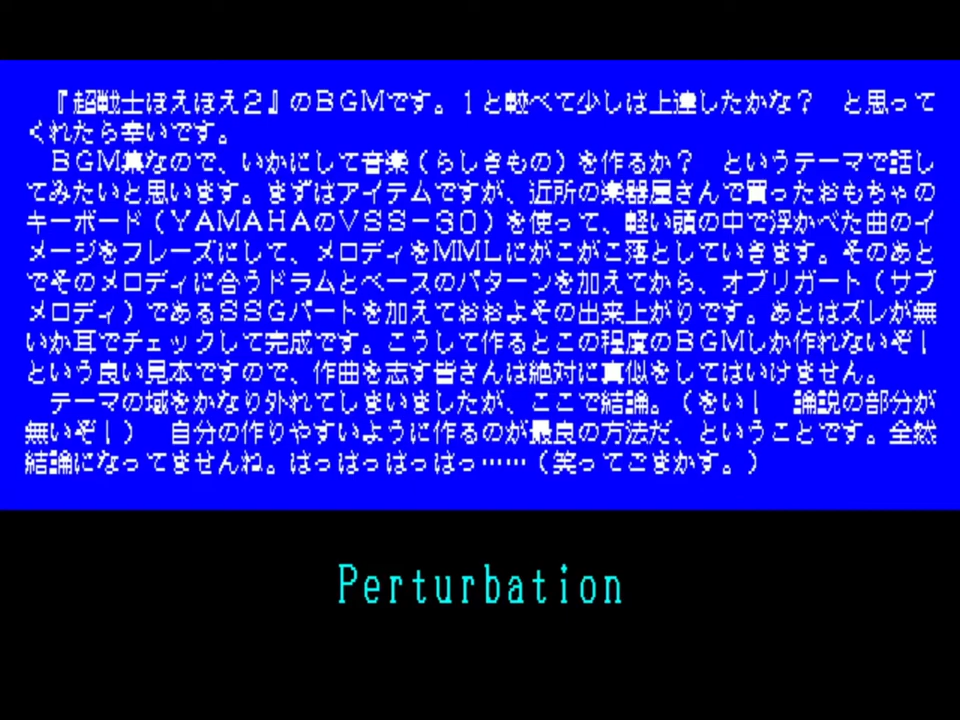 『超戦士ほえほえ２』のＢＧＭです。１と較べて少しは上達したかな？　と思って
くれたら幸いです。
　ＢＧＭ集なので、いかにして音楽（らしきもの）を作るか？　というテーマで話し
てみたいと思います。まずはアイテムですが、近所の楽器屋さんで買ったおもちゃの
キーボード（ＹＡＭＡＨＡのＶＳＳ－３０）を使って、軽い頭の中で浮かべた曲のイ
メージをフレーズにして、メロディをＭＭＬにがこがこ落としていきます。そのあと
でそのメロディに合うドラムとベースのパターンを加えてから、オブリガート（サブ
メロディ）であるＳＳＧパートを加えておおよその出来上がりです。あとはズレが無
いか耳でチェックして完成です。こうして作るとこの程度のＢＧＭしか作れないぞ！
という良い見本ですので、作曲を志す皆さんは絶対に真似をしてはいけません。
　テーマの域をかなり外れてしまいましたが、ここで結論。（をい！　論説の部分が
無いぞ！）　自分の作りやすいように作るのが最良の方法だ、ということです。全然
結論になってませんね。はっはっはっはっ……（笑ってごまかす。）
Perturbation